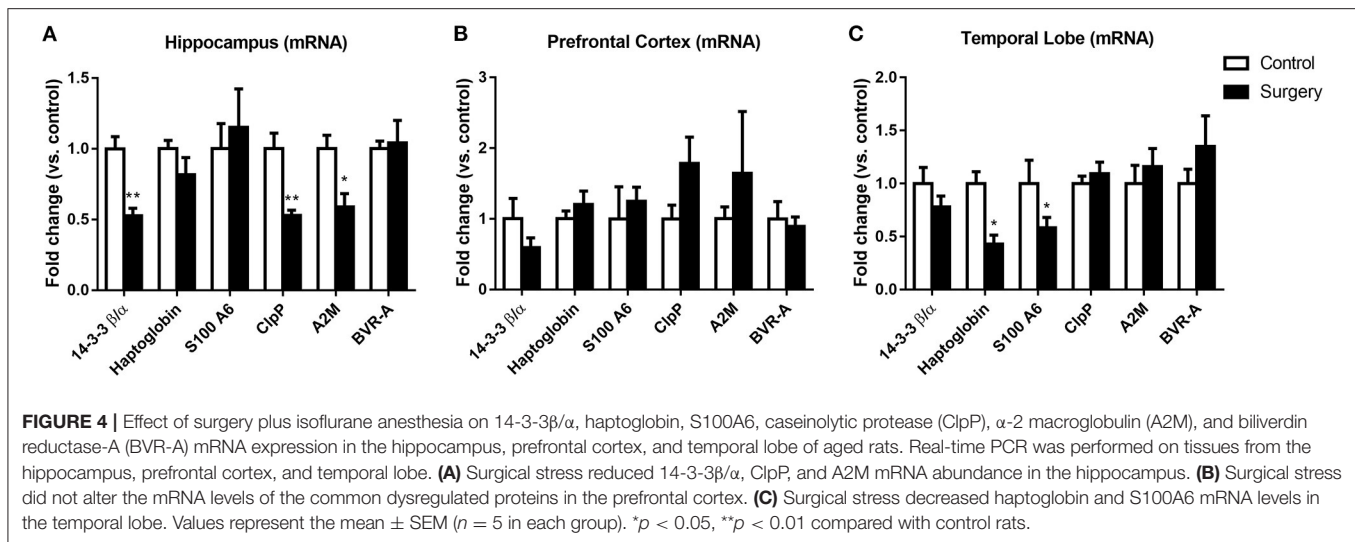 A
Hippocampus (mRNA)
Fold change (vs. control)
1.5
1.0
0.5
0.0
**
**
*
14-3-3 β/α
Haptoglobin
S100 A6
ClpP
A2M
BVR-A
B
Prefrontal Cortex (mRNA)
Fold change (vs. control)
3
2
1
0
14-3-3 β/α
Haptoglobin
S100 A6
ClpP
A2M
BVR-A
C
Temporal Lobe (mRNA)
Fold change (vs. control)
2.0
1.5
1.0
0.5
0.0
*
*
14-3-3 β/α
Haptoglobin
S100 A6
ClpP
A2M
BVR-A
Control
Surgery
FIGURE 4 | Effect of surgery plus isoflurane anesthesia on 14-3-3β/α, haptoglobin, S100A6, caseinolytic protease (ClpP), α-2 macroglobulin (A2M), and biliverdin
reductase-A (BVR-A) mRNA expression in the hippocampus, prefrontal cortex, and temporal lobe of aged rats. Real-time PCR was performed on tissues from the
hippocampus, prefrontal cortex, and temporal lobe. (A) Surgical stress reduced 14-3-3β/α, ClpP, and A2M mRNA abundance in the hippocampus. (B) Surgical stress
did not alter the mRNA levels of the common dysregulated proteins in the prefrontal cortex. (C) Surgical stress decreased haptoglobin and S100A6 mRNA levels in
the temporal lobe. Values represent the mean ± SEM (n = 5 in each group). *p < 0.05, **p < 0.01 compared with control rats.